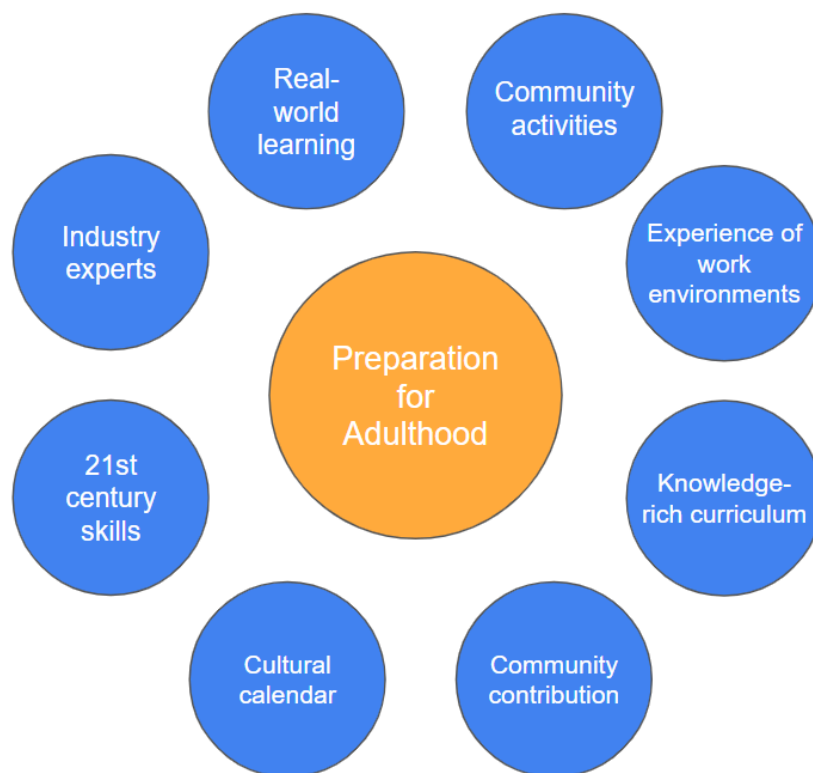 Real-
world
learning
Community
activities
Industry
experts
Experience of
work
environments
Preparation
for
Adulthood
21st
century
skills
Knowledge-
rich curriculum
Cultural
calendar
Community
contribution